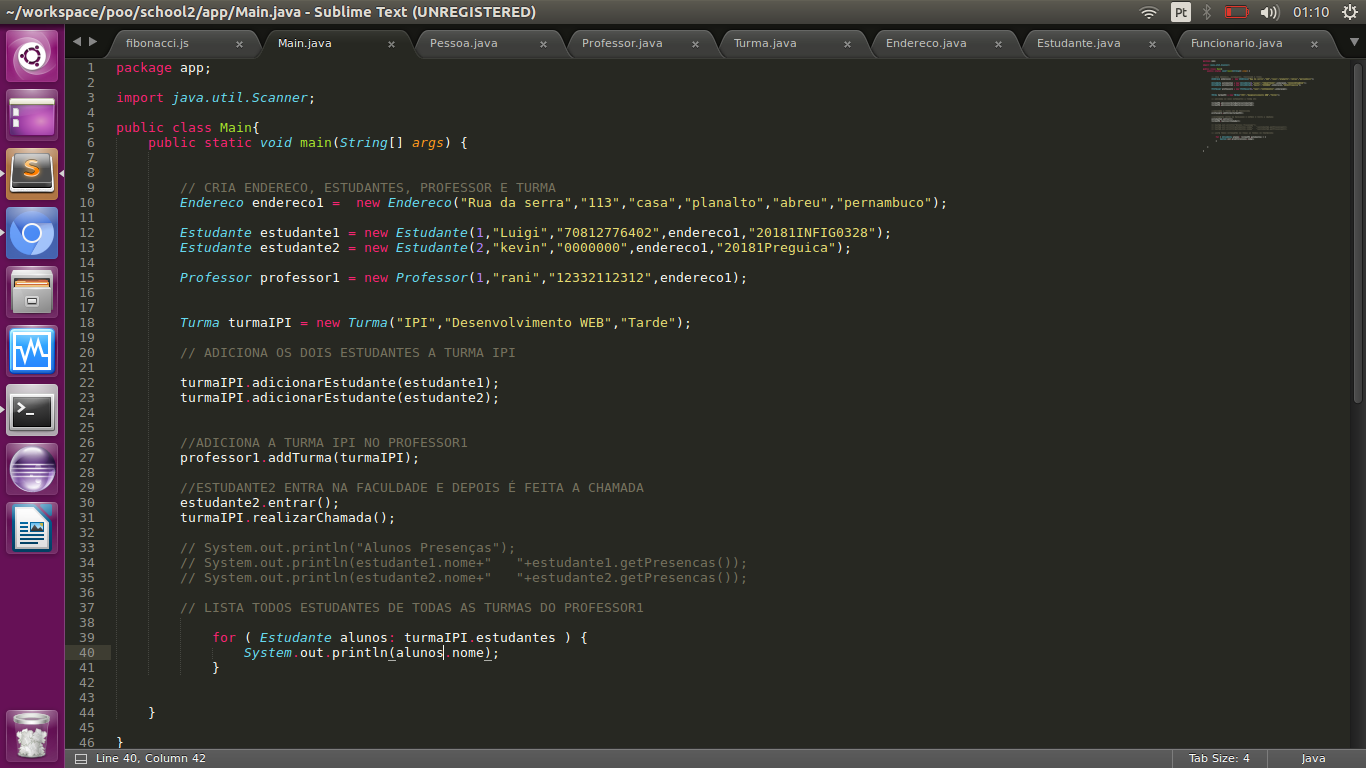 ~/workspace/poo/school2/app/Main.java - Sublime Text (UNREGISTERED)
Pt
01:10
fibonacci.js × Main.java × Pessoa.java × Professor.java × Turma.java × Endereco.java × Estudante.java × Funcionario.java ×
1 package app;
2
3 import java.util.Scanner;
4
5 public class Main{
6     public static void main(String[] args) {
7
8
9         // CRIA ENDERECO, ESTUDANTES, PROFESSOR E TURMA
10         Endereco endereco1 =  new Endereco("Rua da serra","113","casa","planalto","abreu","pernambuco");
11
12         Estudante estudante1 = new Estudante(1,"Luigi","70812776402",endereco1,"20181INFIG0328");
13         Estudante estudante2 = new Estudante(2,"kevin","0000000",endereco1,"20181Preguica");
14
15         Professor professor1 = new Professor(1,"rani","12332112312",endereco1);
16
17
18         Turma turmaIPI = new Turma("IPI","Desenvolvimento WEB","Tarde");
19
20         // ADICIONA OS DOIS ESTUDANTES A TURMA IPI
21
22         turmaIPI.adicionarEstudante(estudante1);
23         turmaIPI.adicionarEstudante(estudante2);
24
25
26         //ADICIONA A TURMA IPI NO PROFESSOR1
27         professor1.addTurma(turmaIPI);
28
29         //ESTUDANTE2 ENTRA NA FACULDADE E DEPOIS É FEITA A CHAMADA
30         estudante2.entrar();
31         turmaIPI.realizarChamada();
32
33         // System.out.println("Alunos Presenças");
34         // System.out.println(estudante1.nome+"   "+estudante1.getPresencas());
35         // System.out.println(estudante2.nome+"   "+estudante2.getPresencas());
36
37         // LISTA TODOS ESTUDANTES DE TODAS AS TURMAS DO PROFESSOR1
38
39             for ( Estudante alunos: turmaIPI.estudantes ) {
40                 System.out.println(alunos.nome);
41             }
42
43
44     }
45
46 }
Line 40, Column 42
Tab Size: 4
Java